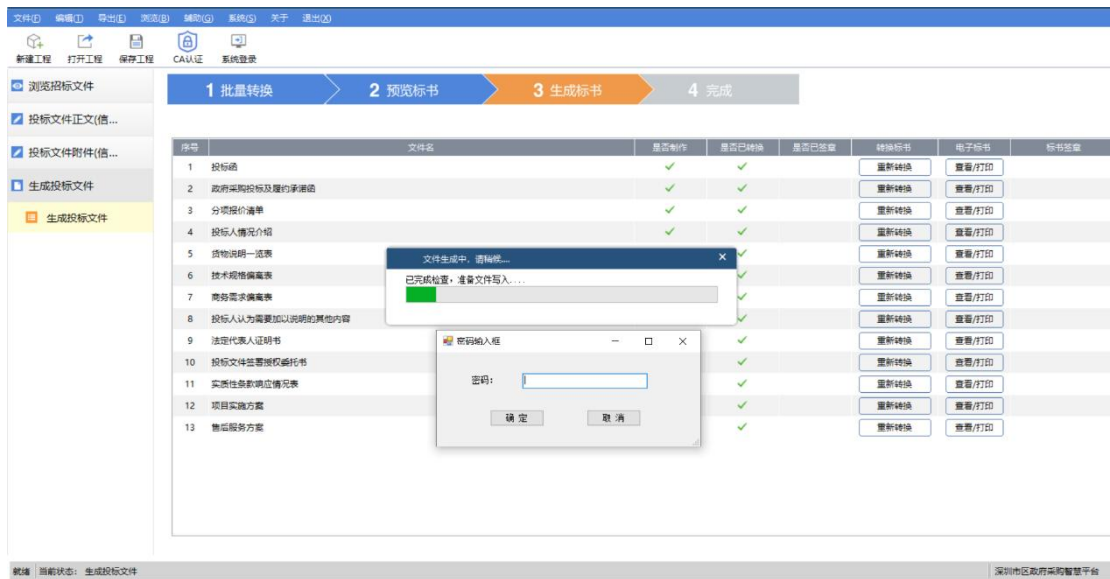 文件(F) 编辑(T) 导出(E) 浏览(B) 辅助(G) 系统(S) 关于 退出(X)
新建工程 打开工程 保存工程 CA认证 系统登录
浏览招标文件
投标文件正文(信...
投标文件附件(信...
生成投标文件
生成投标文件
1 批量转换 2 预览标书 3 生成标书 4 完成
序号 文件名 是否制作 是否已转换 是否已签章 转换标书 电子标书 标书签章
1 投标函 重新转换 查看/打印
2 政府采购投标及履约承诺函 重新转换 查看/打印
3 分项报价清单 重新转换 查看/打印
4 投标人情况介绍 重新转换 查看/打印
5 货物说明一览表 重新转换 查看/打印
6 技术规格偏离表 重新转换 查看/打印
7 商务需求偏离表 重新转换 查看/打印
8 投标人认为需要加以说明的其他内容 重新转换 查看/打印
9 法定代表人证明书 重新转换 查看/打印
10 投标文件签署授权委托书 重新转换 查看/打印
11 实质性条款响应情况表 重新转换 查看/打印
12 项目实施方案 重新转换 查看/打印
13 售后服务方案 重新转换 查看/打印
文件生成中，请稍候....
已完成检查，准备文件写入....
密码输入框
密码：
确 定 取 消
就绪 当前状态： 生成投标文件 深圳市区政府采购智慧平台